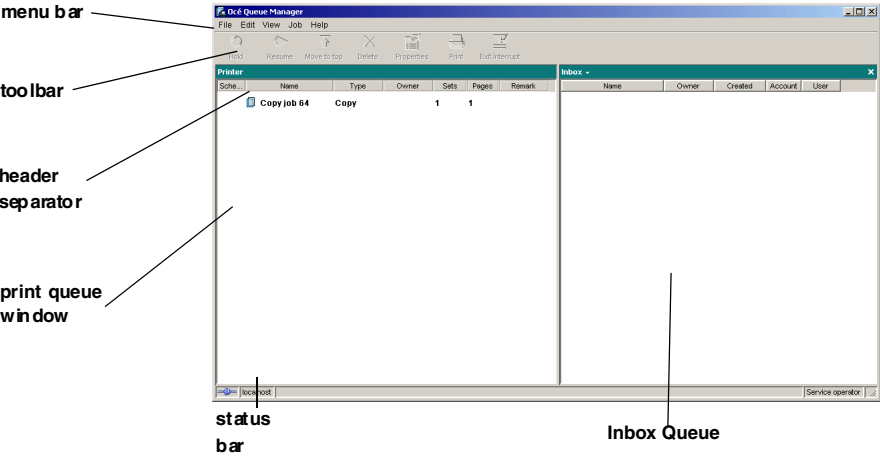 menu bar
Océ Queue Manager
File Edit View Job Help
Hold Resume Move to top Delete Properties Print Exit Interrupt
toolbar
Printer
Sche... Name Type Owner Sets Pages Remark
Copy job 64 Copy 1 1
Inbox
Name Owner Created Account User
header
separator
print queue
window
localhost
Service operator
status
bar
Inbox Queue